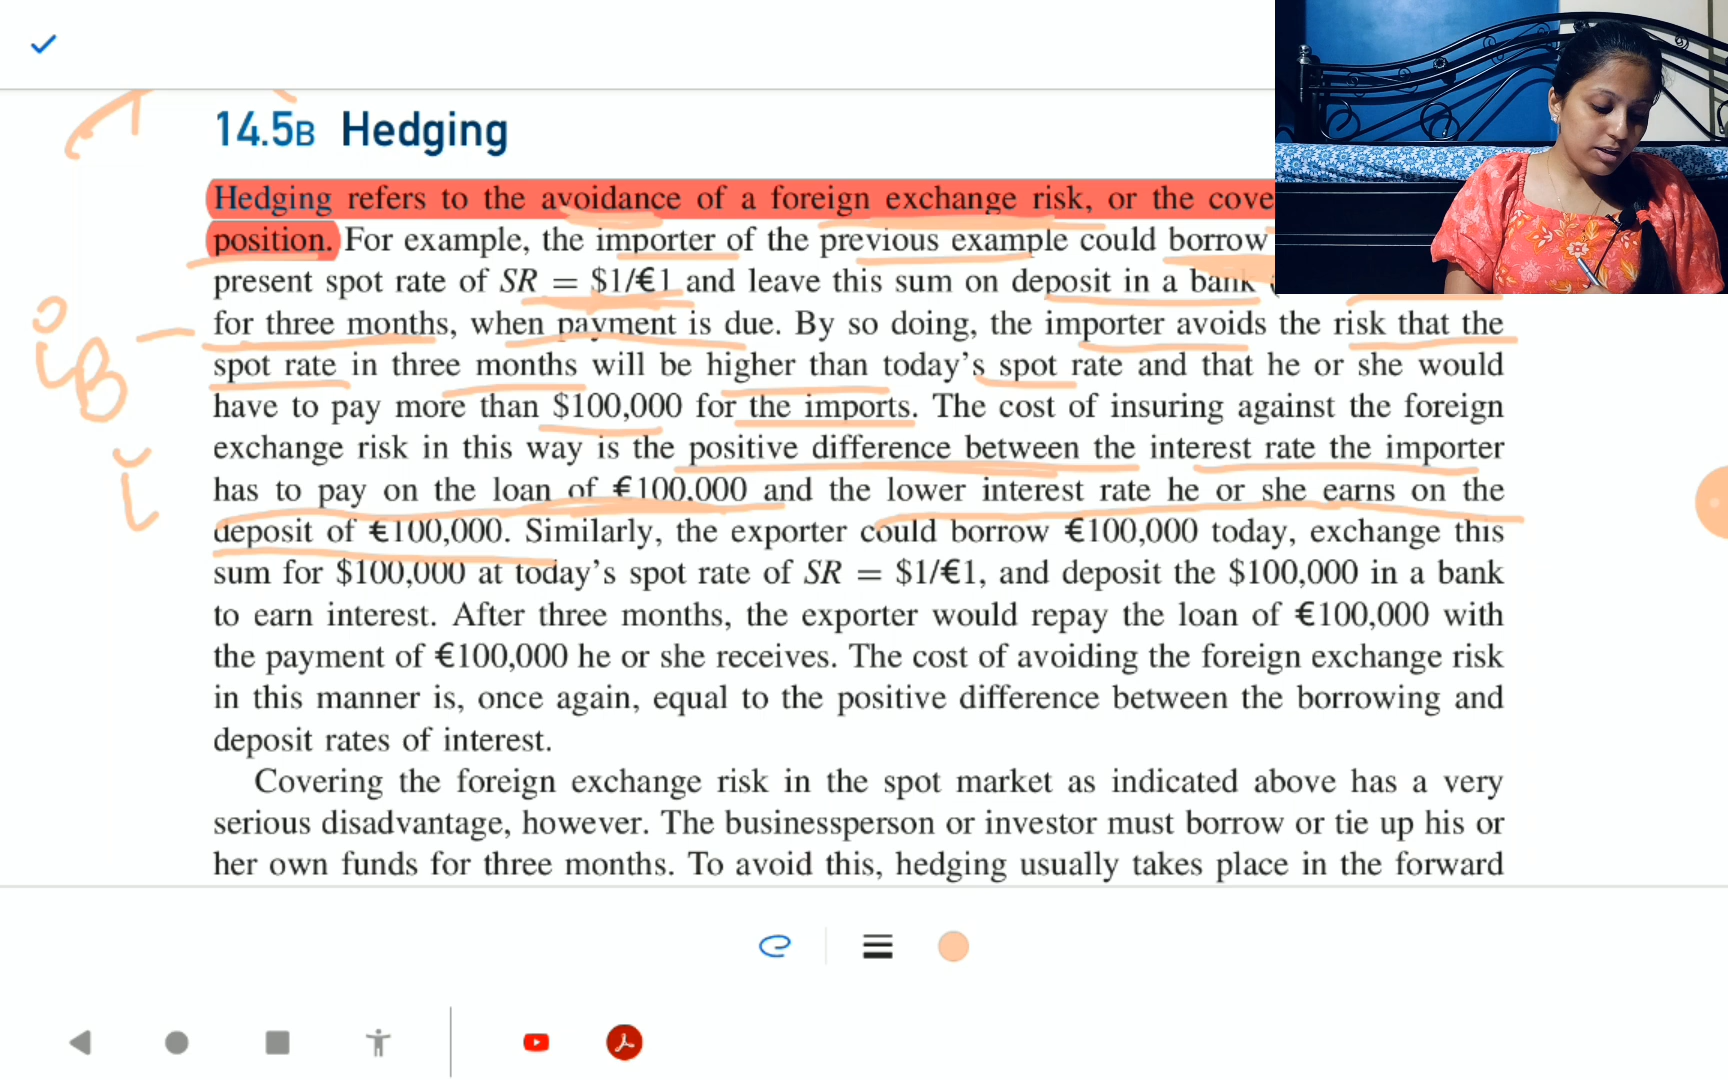 14.5B Hedging
Hedging refers to the avoidance of a foreign exchange risk, or the cove
position. For example, the importer of the previous example could borrow
present spot rate of SR = $1/€1 and leave this sum on deposit in a bank
for three months, when payment is due. By so doing, the importer avoids the risk that the
spot rate in three months will be higher than today's spot rate and that he or she would
have to pay more than $100,000 for the imports. The cost of insuring against the foreign
exchange risk in this way is the positive difference between the interest rate the importer
has to pay on the loan of €100,000 and the lower interest rate he or she earns on the
deposit of €100,000. Similarly, the exporter could borrow €100,000 today, exchange this
sum for $100,000 at today's spot rate of SR = $1/€1, and deposit the $100,000 in a bank
to earn interest. After three months, the exporter would repay the loan of €100,000 with
the payment of €100,000 he or she receives. The cost of avoiding the foreign exchange risk
in this manner is, once again, equal to the positive difference between the borrowing and
deposit rates of interest.
Covering the foreign exchange risk in the spot market as indicated above has a very
serious disadvantage, however. The businessperson or investor must borrow or tie up his or
her own funds for three months. To avoid this, hedging usually takes place in the forward